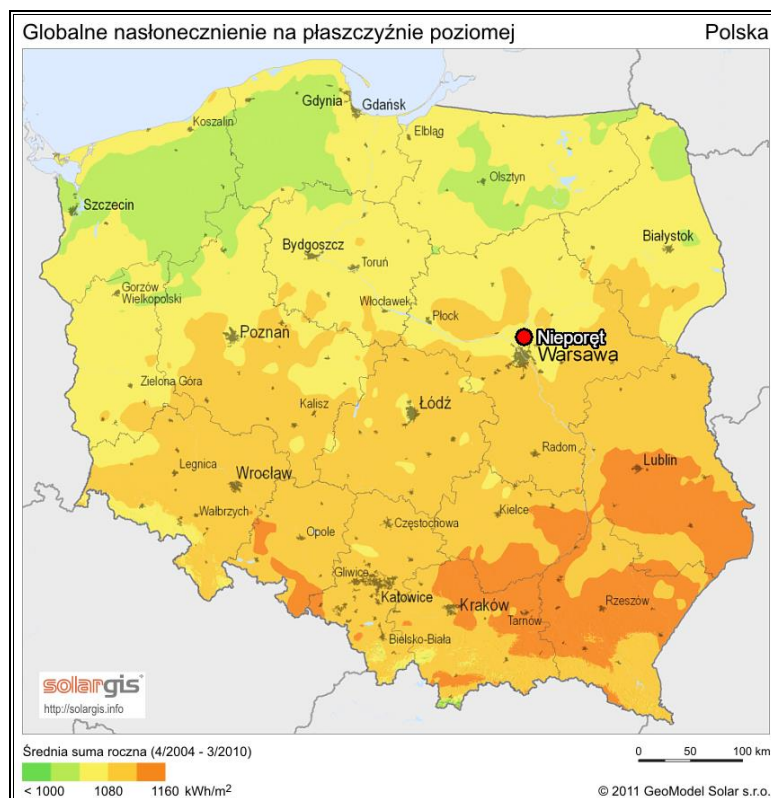 Globalne nasłonecznienie na płaszczyźnie poziomej
Polska
Gdynia
Gdańsk
Koszalin
Elbląg
Olsztyn
Szczecin
Białystok
Bydgoszcz
Toruń
Gorzów
Wielkopolski
Włocławek
Płock
Poznań
Nieporęt
Warsawa
Zielona Góra
Kalisz
Łódź
Radom
Lublin
Legnica
Wrocław
Wałbrzych
Kielce
Opole
Częstochowa
Gliwice
Katowice
Kraków
Tarnów
Rzeszów
Bielsko-Biała
solargis
http://solargis.info
Średnia suma roczna (4/2004 - 3/2010)
0 50 100 km
< 1000 1080 1160 kWh/m2
© 2011 GeoModel Solar s.r.o.